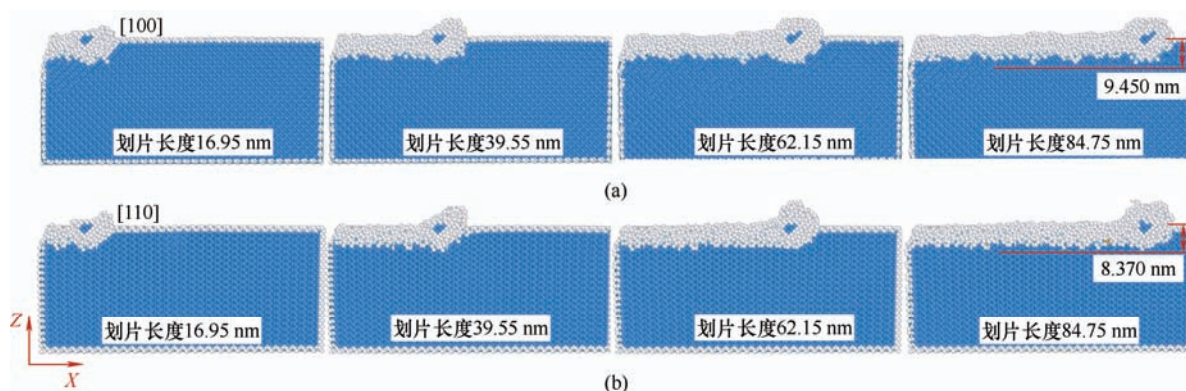 [100]
9.450 nm
划片长度16.95 nm
划片长度39.55 nm
划片长度62.15 nm
划片长度84.75 nm
(a)
[110]
8.370 nm
Z
划片长度16.95 nm
划片长度39.55 nm
划片长度62.15 nm
划片长度84.75 nm
X
(b)